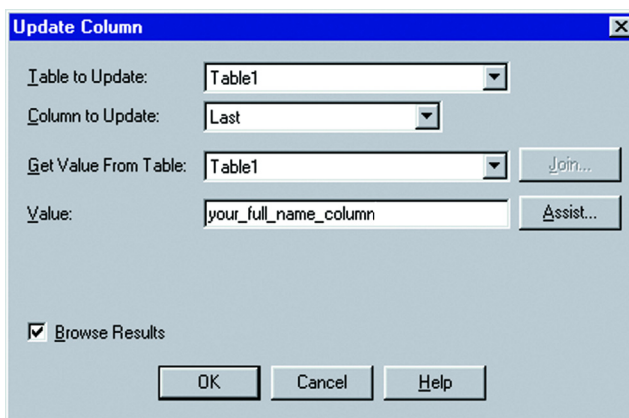 Update Column
Table to Update: Table1
Column to Update: Last
Get Value From Table: Table1 Join...
Value: your_full_name_column Assist...
Browse Results
OK Cancel Help